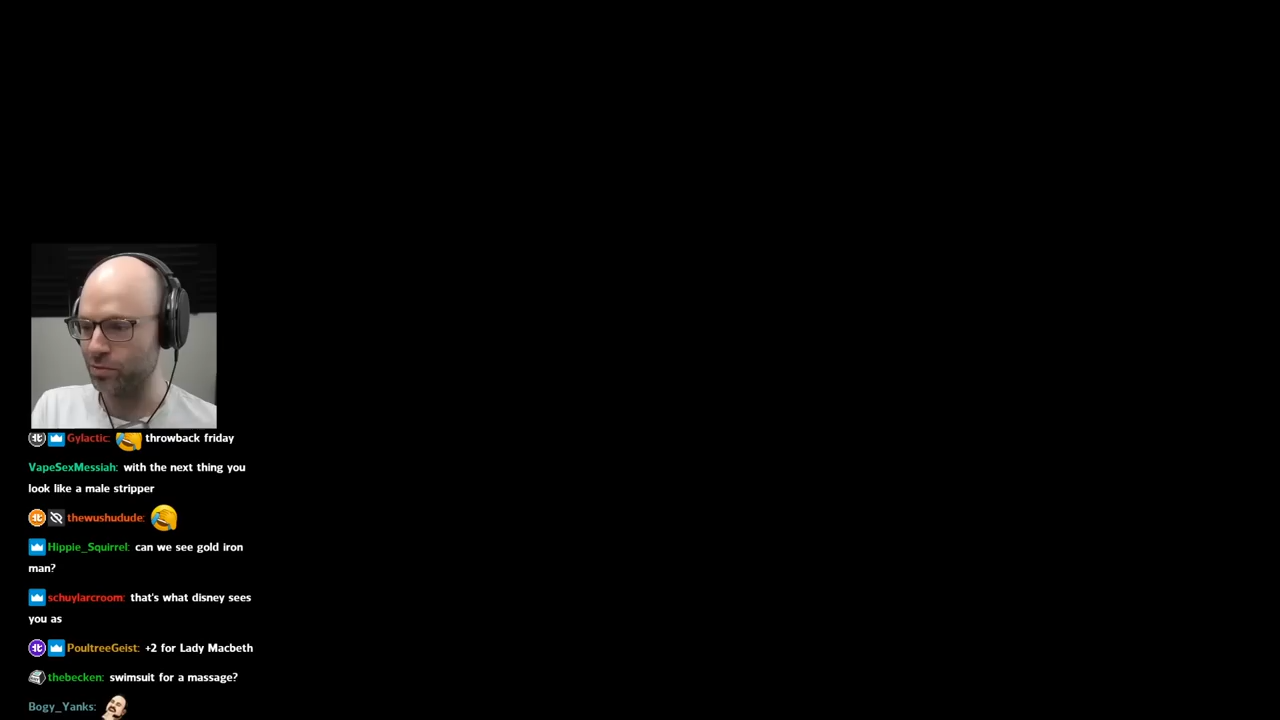 Gylactic: throwback friday
VapeSexMessiah: with the next thing you
look like a male stripper
thewushudude:
Hippie_Squirrel: can we see gold iron
man?
schuylarcroom: that's what disney sees
you as
PoultreeGeist: +2 for Lady Macbeth
thebecken: swimsuit for a massage?
Bogy_Yanks: